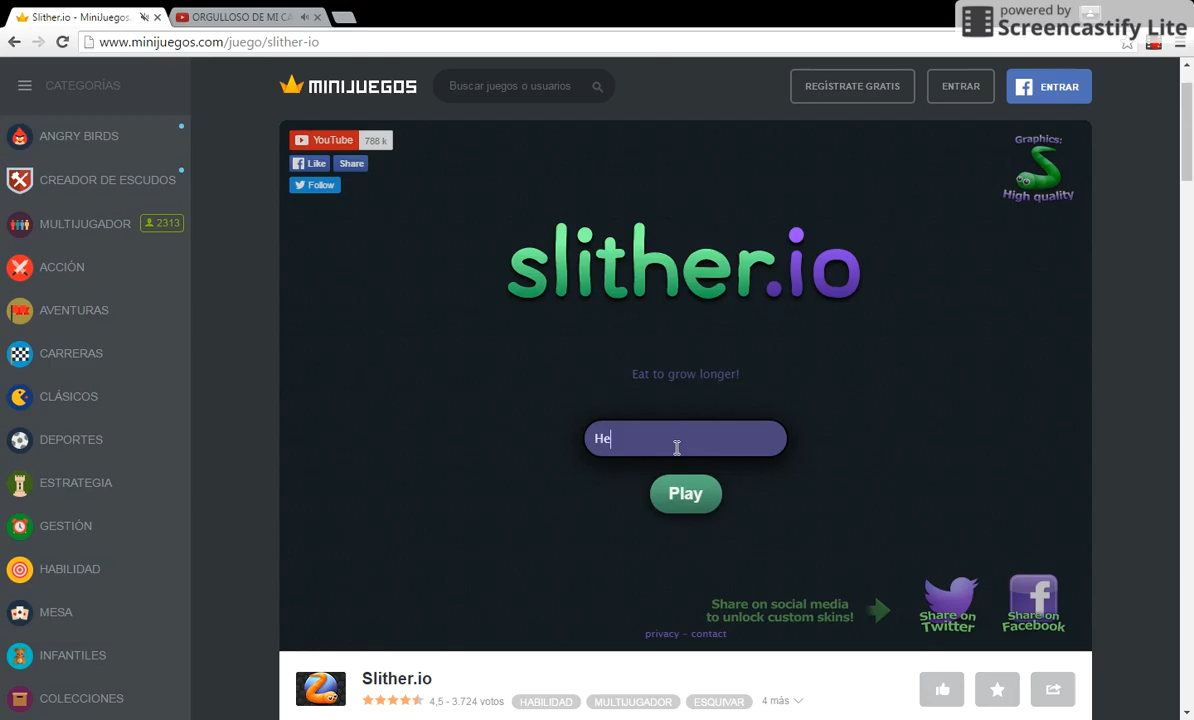 Slither.io - MiniJuegos.
ORGULLOSO DE MI CA
powered by
Screencastify Lite
www.minijuegos.com/juego/slither-io
CATEGORÍAS
MINIJUEGOS
Buscar juegos o usuarios
REGÍSTRATE GRATIS
ENTRAR
ENTRAR
ANGRY BIRDS
CREADOR DE ESCUDOS
MULTIJUGADOR
2313
ACCIÓN
AVENTURAS
CARRERAS
CLÁSICOS
DEPORTES
ESTRATEGIA
GESTIÓN
HABILIDAD
MESA
INFANTILES
COLECCIONES
YouTube 786 k
Like Share
Follow
Graphics:
High quality
slither.io
Eat to grow longer!
He
Play
Share on social media
to unlock custom skins!
Share on
Twitter
Share on
Facebook
privacy - contact
Slither.io
4,5 - 3.724 votos
HABILIDAD
MULTIJUGADOR
ESQUIVAR
4 más